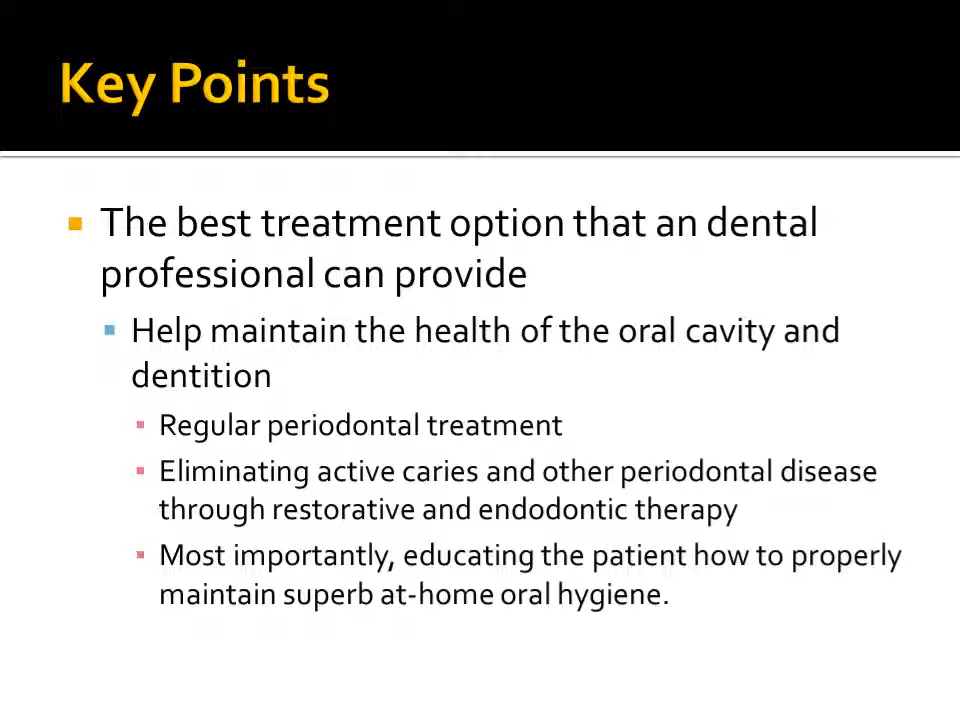 Key Points
The best treatment option that an dental
professional can provide
Help maintain the health of the oral cavity and
dentition
Regular periodontal treatment
Eliminating active caries and other periodontal disease
through restorative and endodontic therapy
Most importantly, educating the patient how to properly
maintain superb at-home oral hygiene.